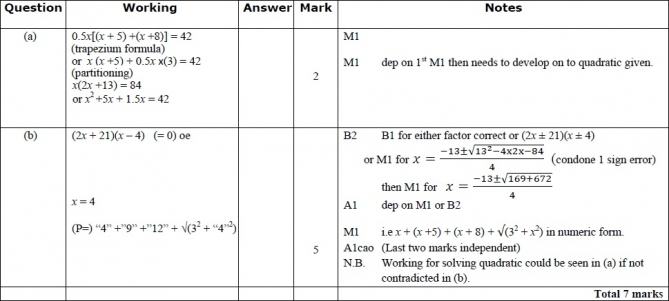 Question Working Answer Mark Notes
(a) 0.5x[(x + 5) +(x +8)] = 42 M1
(trapezium formula)
or x (x +5) + 0.5x x(3) = 42 M1 dep on 1st M1 then needs to develop on to quadratic given.
(partitioning) 2
x(2x +13) = 84
or x² +5x + 1.5x = 42
(b) (2x + 21)(x – 4) (= 0) oe B2 B1 for either factor correct or (2x ± 21)(x ± 4)
or M1 for x = (−13±√(13²−4x2x−84))/4 (condone 1 sign error)
then M1 for x = (−13±√(169+672))/4
x = 4 A1 dep on M1 or B2
(P=) “4” +”9” +”12” + √(3² + “4”²) M1 i.e x + (x +5) + (x + 8) + √(3² + x²) in numeric form.
5 A1cao (Last two marks independent)
N.B. Working for solving quadratic could be seen in (a) if not
contradicted in (b).
Total 7 marks